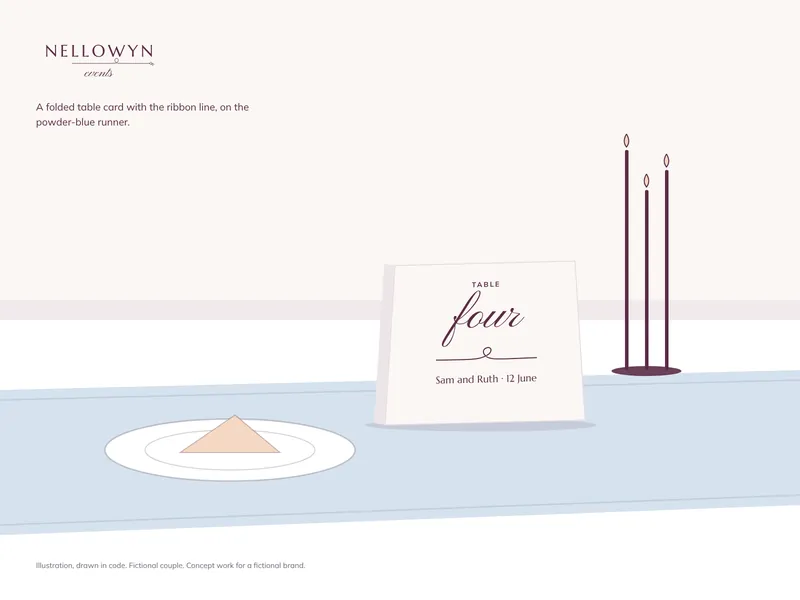 NELLOWYN
events
A folded table card with the ribbon line, on the
powder-blue runner.
TABLE
four
Sam and Ruth · 12 June
Illustration, drawn in code. Fictional couple. Concept work for a fictional brand.